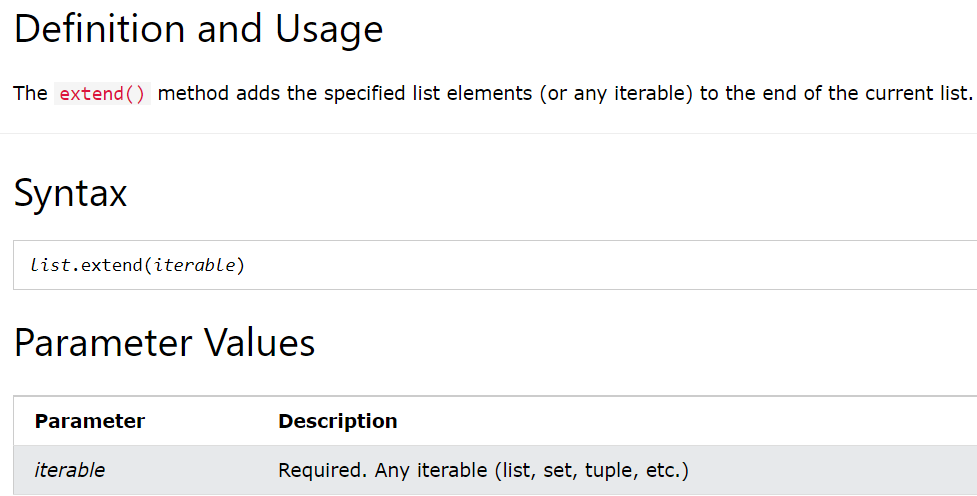 Definition and Usage
The extend() method adds the specified list elements (or any iterable) to the end of the current list.
Syntax
list.extend(iterable)
Parameter Values
Parameter Description
iterable Required. Any iterable (list, set, tuple, etc.)